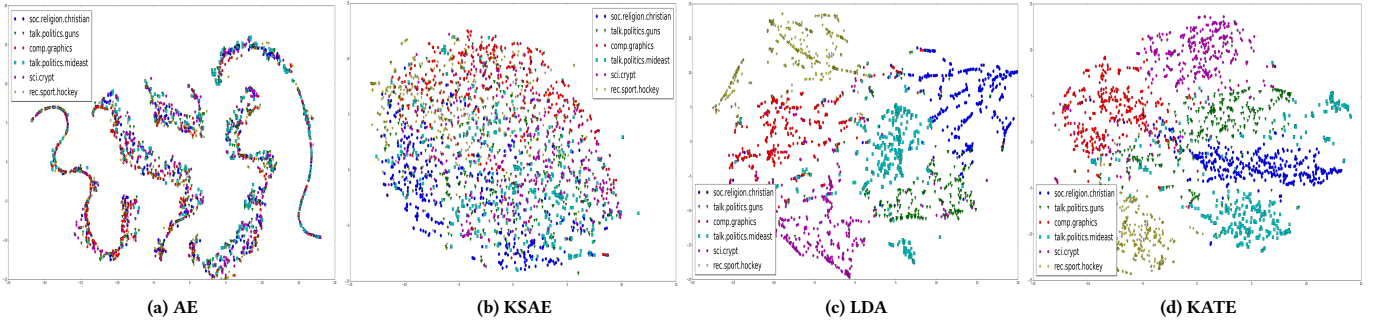 soc.religion.christian
talk.politics.guns
comp.graphics
talk.politics.mideast
sci.crypt
rec.sport.hockey
(a) AE
soc.religion.christian
talk.politics.guns
comp.graphics
talk.politics.mideast
sci.crypt
rec.sport.hockey
(b) KSAE
soc.religion.christian
talk.politics.guns
comp.graphics
talk.politics.mideast
sci.crypt
rec.sport.hockey
(c) LDA
soc.religion.christian
talk.politics.guns
comp.graphics
talk.politics.mideast
sci.crypt
rec.sport.hockey
(d) KATE